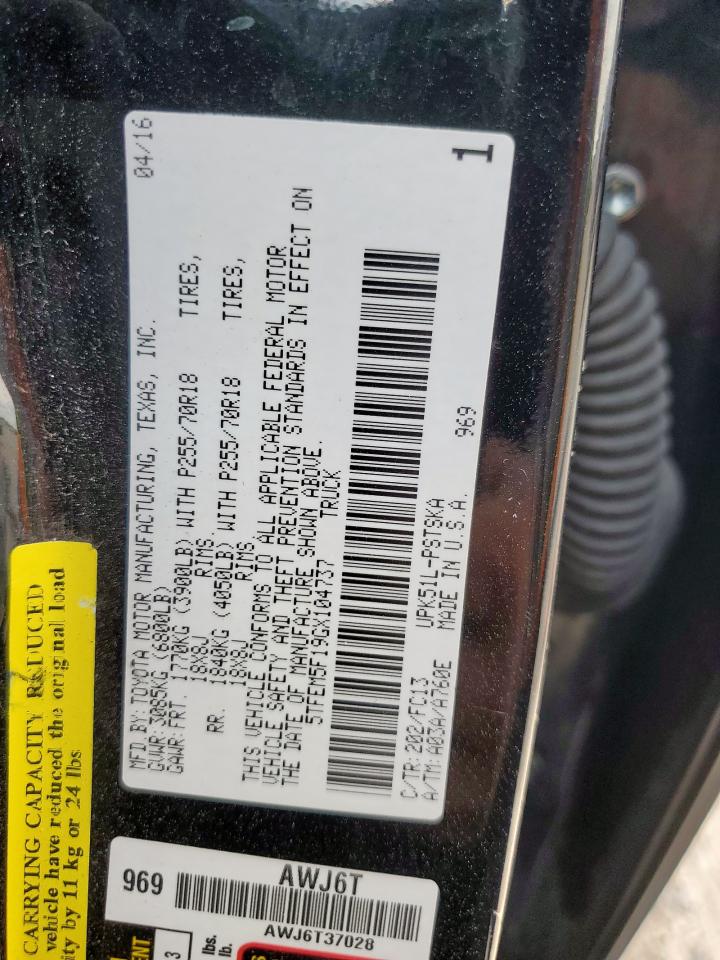 04/16
MFD BY: TOYOTA MOTOR MANUFACTURING, TEXAS, INC.
GVWR: 3085KG (6800LB)
GAWR: FRT. 1770KG (3900LB) WITH P255/70R18 TIRES,
18X8J RIMS
RR. 1840KG (4050LB) WITH P255/70R18 TIRES,
18X8J RIMS
THIS VEHICLE CONFORMS TO ALL APPLICABLE FEDERAL MOTOR
VEHICLE SAFETY AND THEFT PREVENTION STANDARDS IN EFFECT ON
THE DATE OF MANUFACTURE SHOWN ABOVE.
5TFEM5F19GX104737 TRUCK
C/TR: 202/FC13 UPK51L-PSTSKA 969
A/TM: A03A/A760E MADE IN U.S.A.
1
CARRYING CAPACITY REDUCED
vehicle have reduced the original load
ity by 11 kg or 24 lbs
969 AWJ6T
AWJ6T37028
3
lbs.
lb.